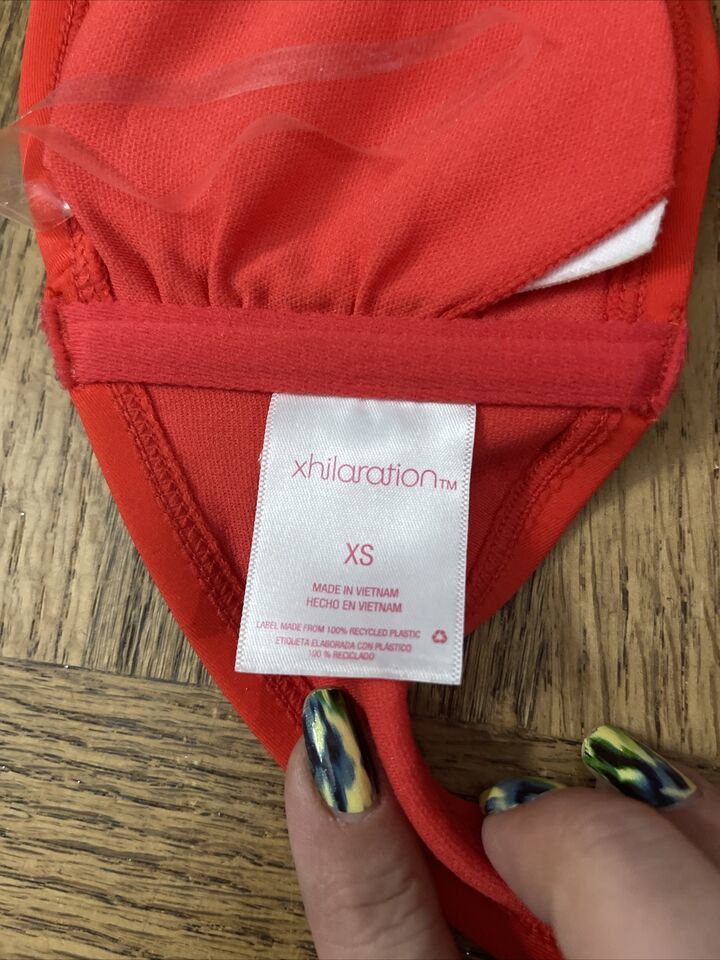 xhilaration™
XS
MADE IN VIETNAM
HECHO EN VIETNAM
LABEL MADE FROM 100% RECYCLED PLASTIC
ETIQUETA ELABORADA CON PLÁSTICO
100 % RECICLADO